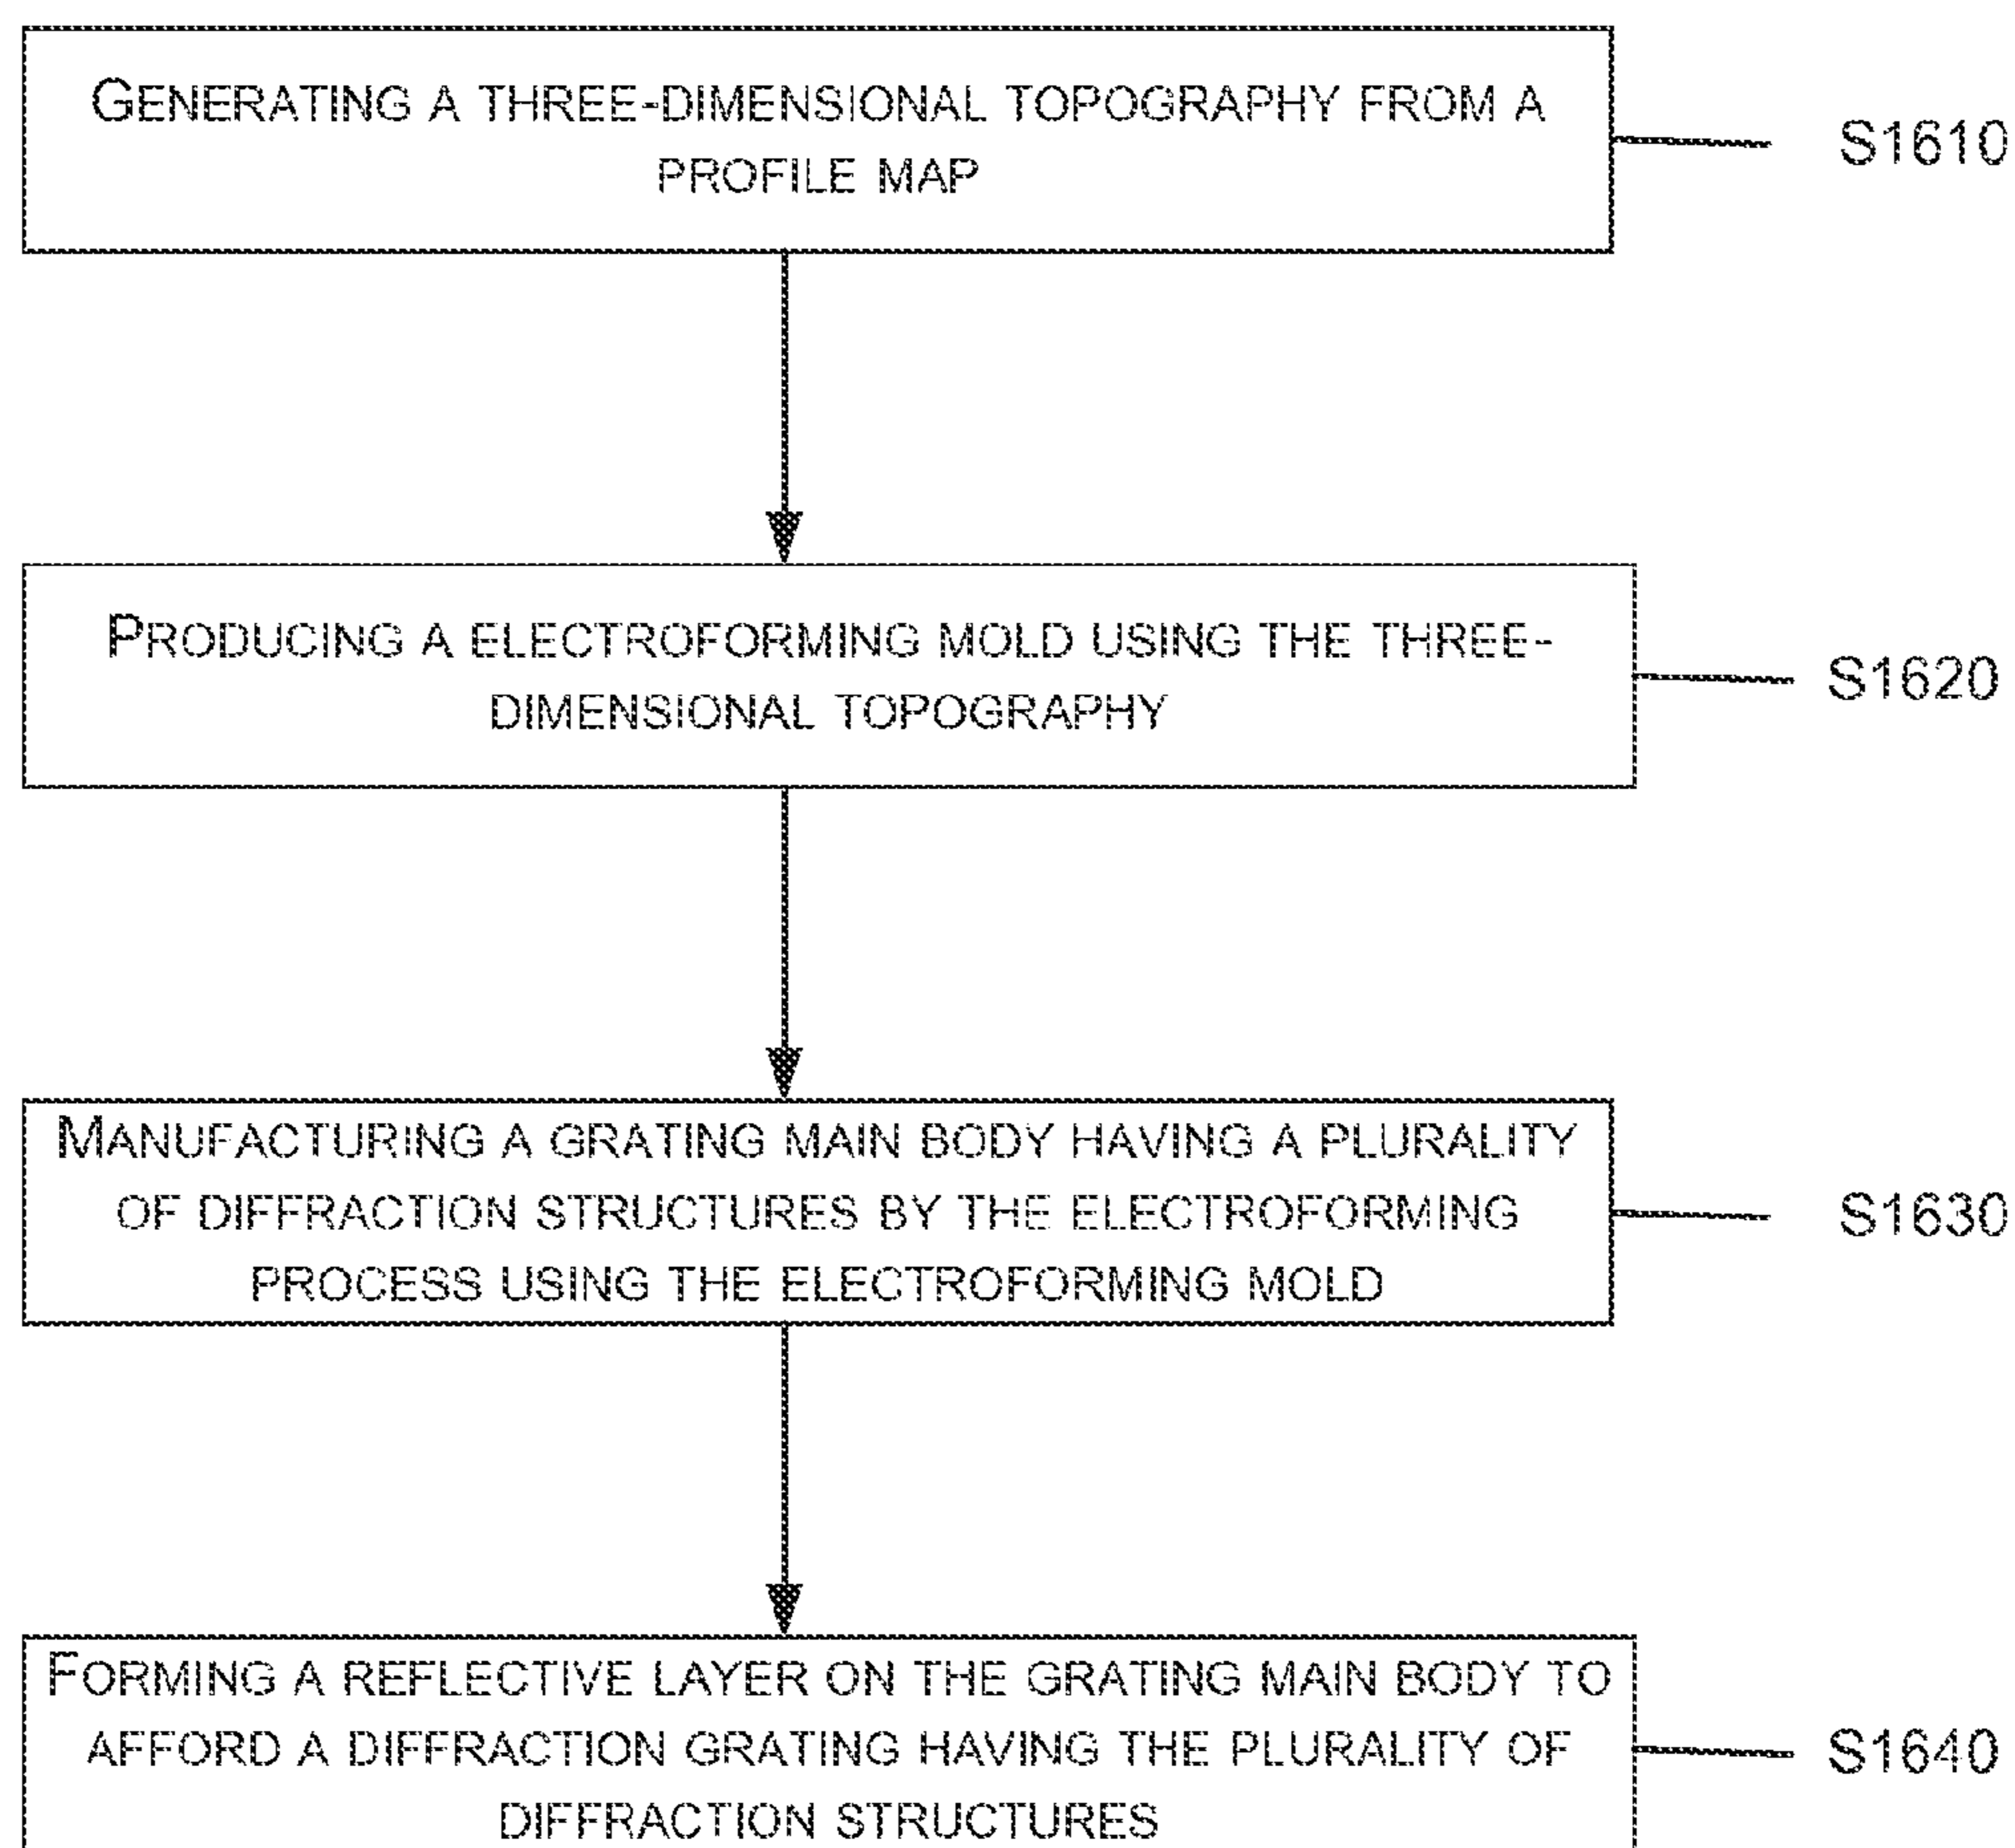 GENERATING A THREE-DIMENSIONAL TOPOGRAPHY FROM A
PROFILE MAP
S1610
PRODUCING A ELECTROFORMING MOLD USING THE THREE-
DIMENSIONAL TOPOGRAPHY
S1620
MANUFACTURING A GRATING MAIN BODY HAVING A PLURALITY
OF DIFFRACTION STRUCTURES BY THE ELECTROFORMING
PROCESS USING THE ELECTROFORMING MOLD
S1630
FORMING A REFLECTIVE LAYER ON THE GRATING MAIN BODY TO
AFFORD A DIFFRACTION GRATING HAVING THE PLURALITY OF
DIFFRACTION STRUCTURES
S1640